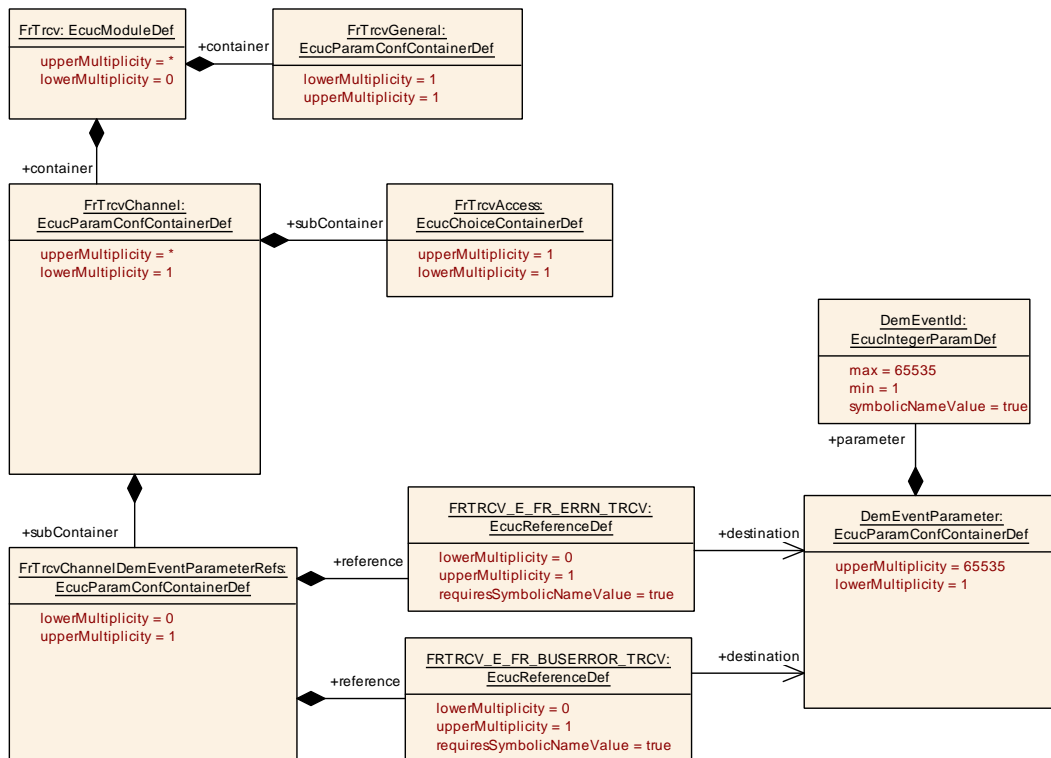 FrTrcv: EcucModuleDef
upperMultiplicity = *
lowerMultiplicity = 0
+container
FrTrcvGeneral:
EcucParamConfContainerDef
lowerMultiplicity = 1
upperMultiplicity = 1
+container
FrTrcvChannel:
EcucParamConfContainerDef
upperMultiplicity = *
lowerMultiplicity = 1
+subContainer
FrTrcvAccess:
EcucChoiceContainerDef
upperMultiplicity = 1
lowerMultiplicity = 1
DemEventId:
EcucIntegerParamDef
max = 65535
min = 1
symbolicNameValue = true
+parameter
+subContainer
FrTrcvChannelDemEventParameterRefs:
EcucParamConfContainerDef
lowerMultiplicity = 0
upperMultiplicity = 1
+reference
FRTRCV_E_FR_ERRN_TRCV:
EcucReferenceDef
lowerMultiplicity = 0
upperMultiplicity = 1
requiresSymbolicNameValue = true
+destination
DemEventParameter:
EcucParamConfContainerDef
upperMultiplicity = 65535
lowerMultiplicity = 1
+reference
FRTRCV_E_FR_BUSERROR_TRCV:
EcucReferenceDef
lowerMultiplicity = 0
upperMultiplicity = 1
requiresSymbolicNameValue = true
+destination